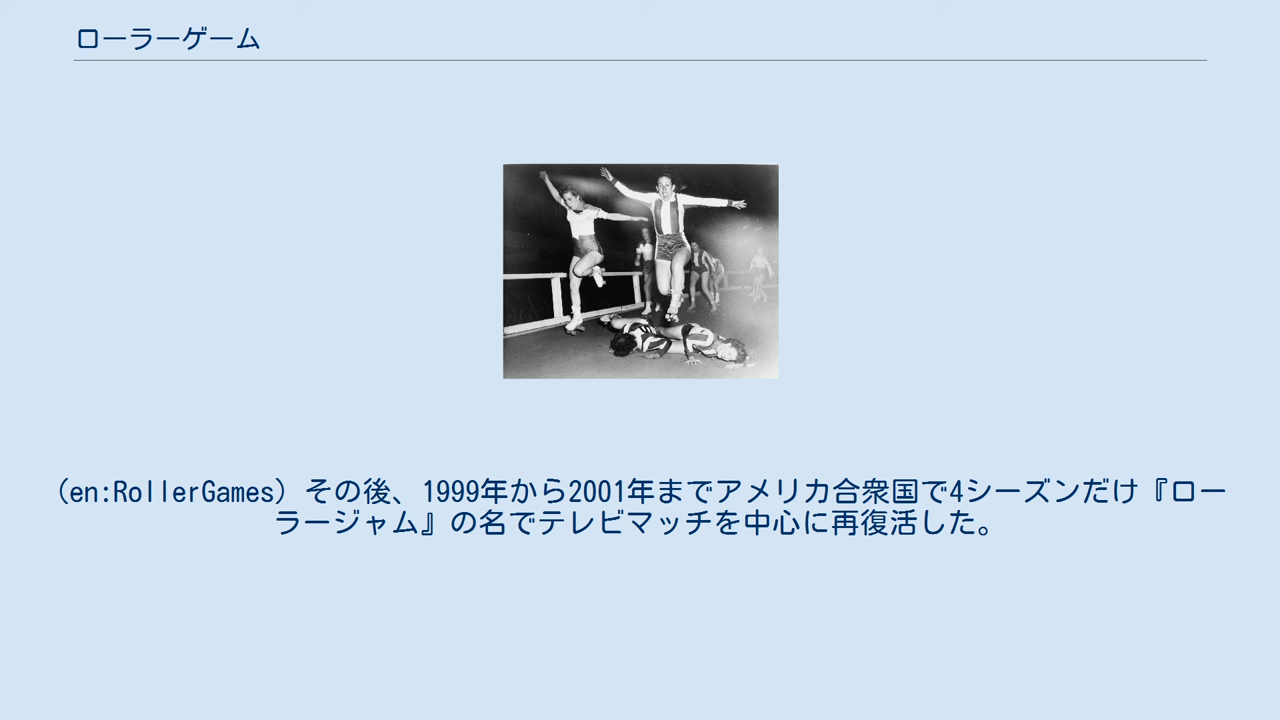 ローラーゲーム
（en:RollerGames）その後、1999年から2001年までアメリカ合衆国で4シーズンだけ『ロー
ラージャム』の名でテレビマッチを中心に再復活した。